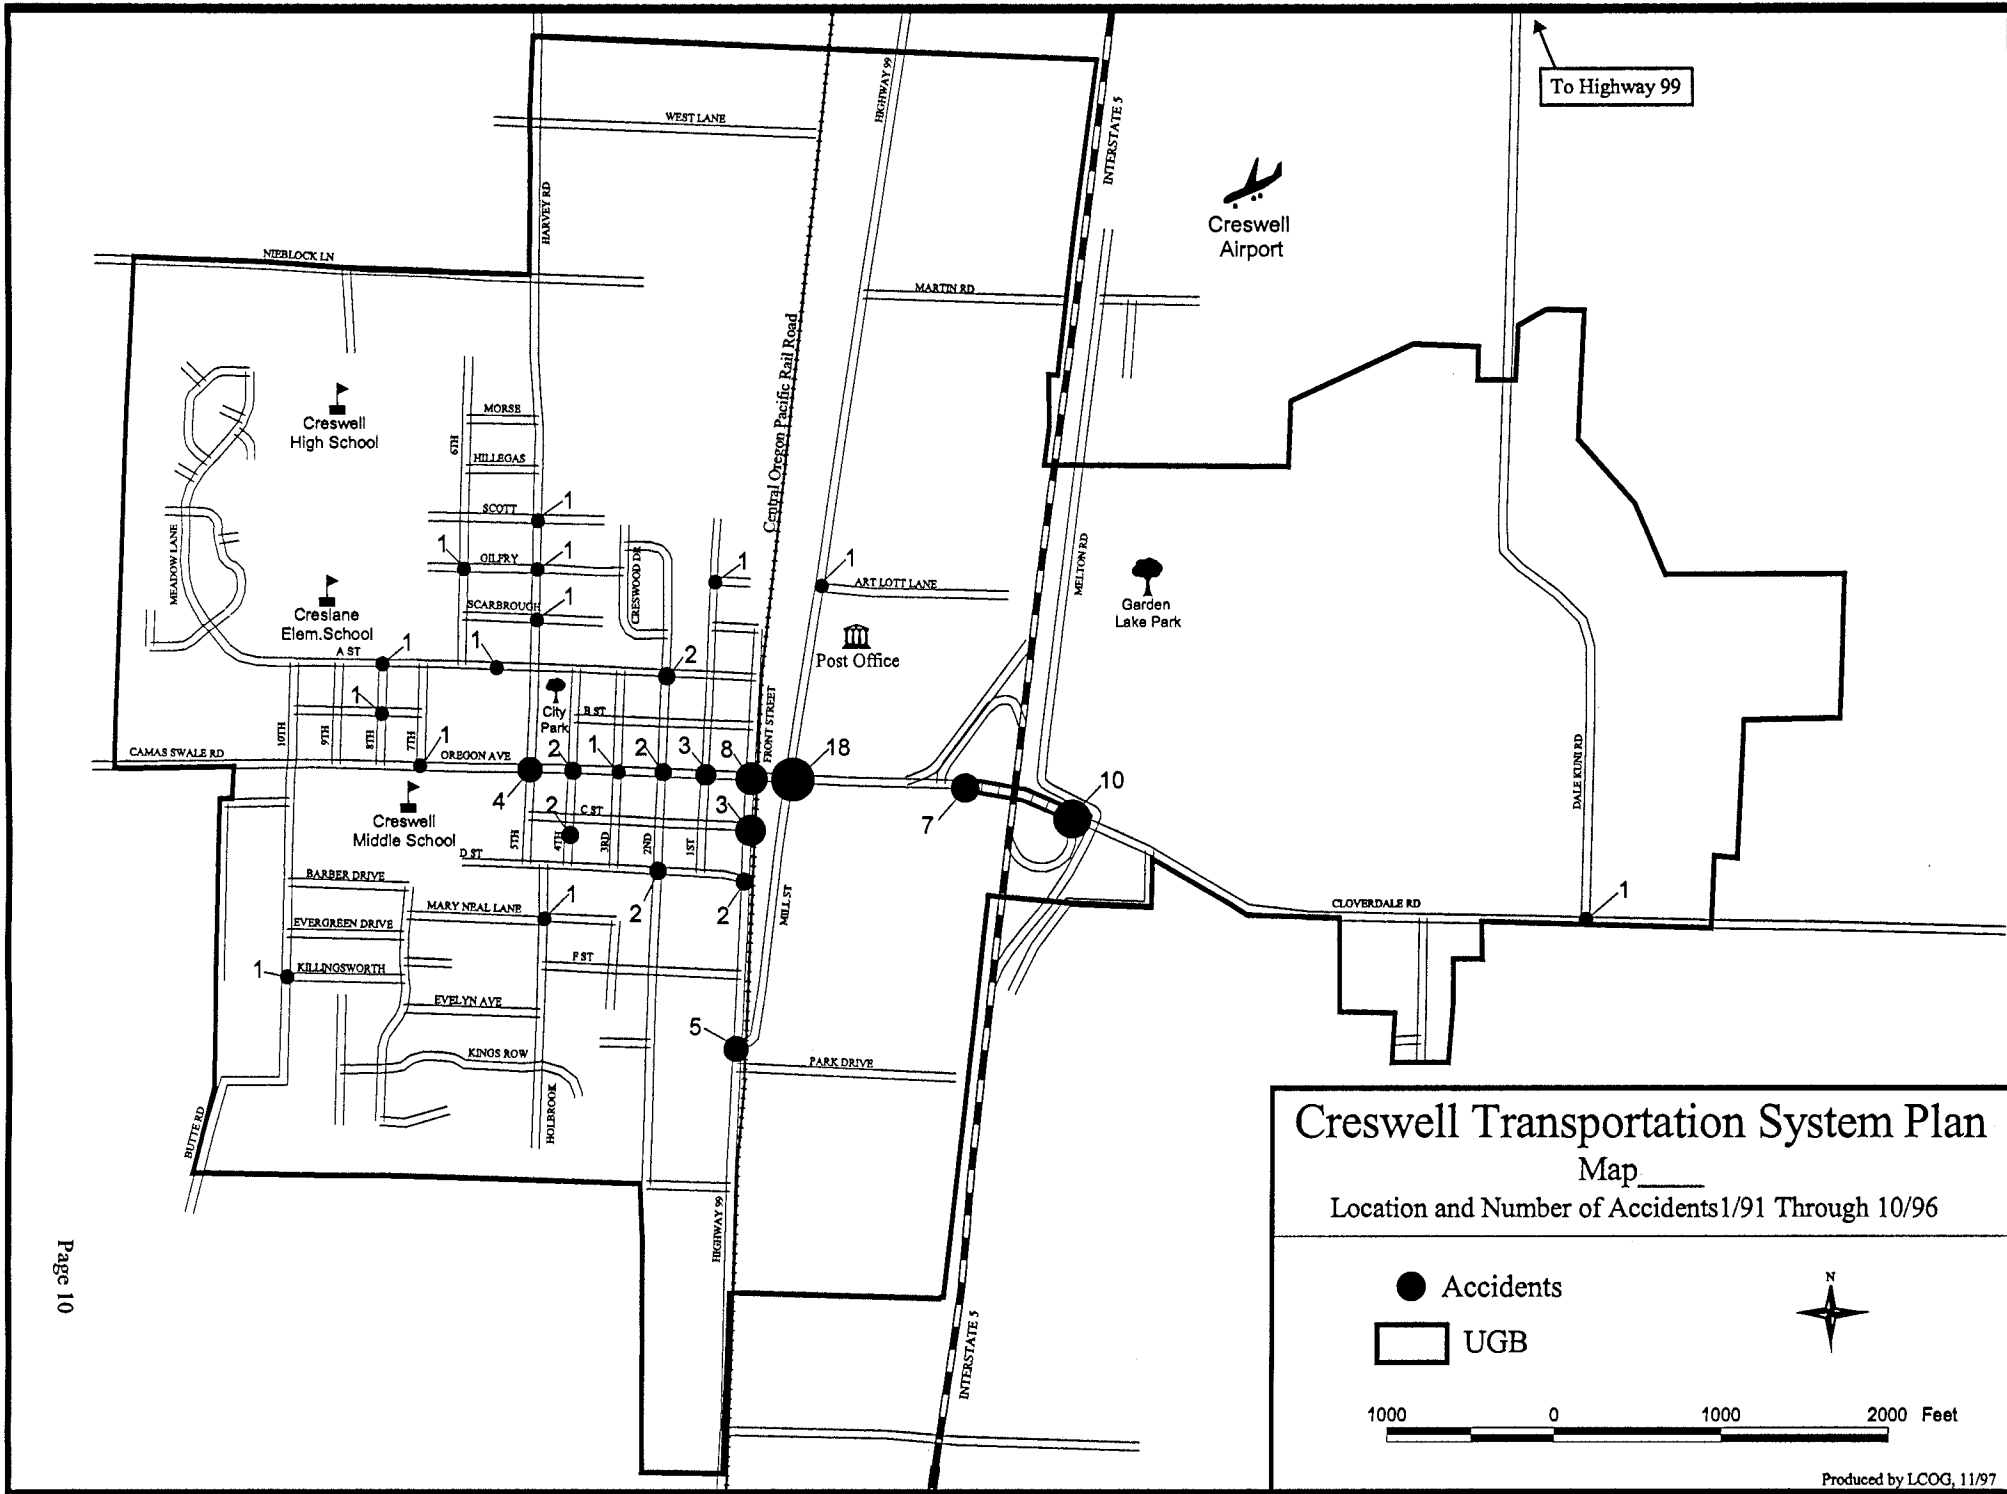 To Highway 99
WEST LANE
HIGHWAY 99
INTERSTATE 5
HARVEY RD
Creswell
Airport
NIEBLOCK LN
MARTIN RD
Central Oregon Pacific Rail Road
Creswell
High School
6TH
MORSE
HILLEGAS
SCOTT
1
1
GILFRY
1
1
1
ART LOTT LANE
MEADOW LANE
CRESWOOD DR
MELTON RD
Garden
Lake Park
SCARBROUGH
1
Creslane
Elem.School
A ST
1
1
2
Post Office
1
City
Park
B ST
FRONT STREET
10TH
9TH
8TH
7TH
CAMAS SWALE RD
1
OREGON AVE
2
1
2
3
8
18
10
DALE KUNI RD
4
Creswell
Middle School
2
C ST
3
7
5TH
4TH
3RD
2ND
1ST
D ST
BARBER DRIVE
MARY NEAL LANE
1
2
2
MILL ST
CLOVERDALE RD
1
EVERGREEN DRIVE
1
KILLINGSWORTH
F ST
EVELYN AVE
5
KINGS ROW
PARK DRIVE
HOLBROOK
BUTTE RD
HIGHWAY 99
INTERSTATE 5
Creswell Transportation System Plan
Map____
Location and Number of Accidents1/91 Through 10/96
Accidents
N
UGB
1000 0 1000 2000 Feet
Produced by LCOG, 11/97
Page 10